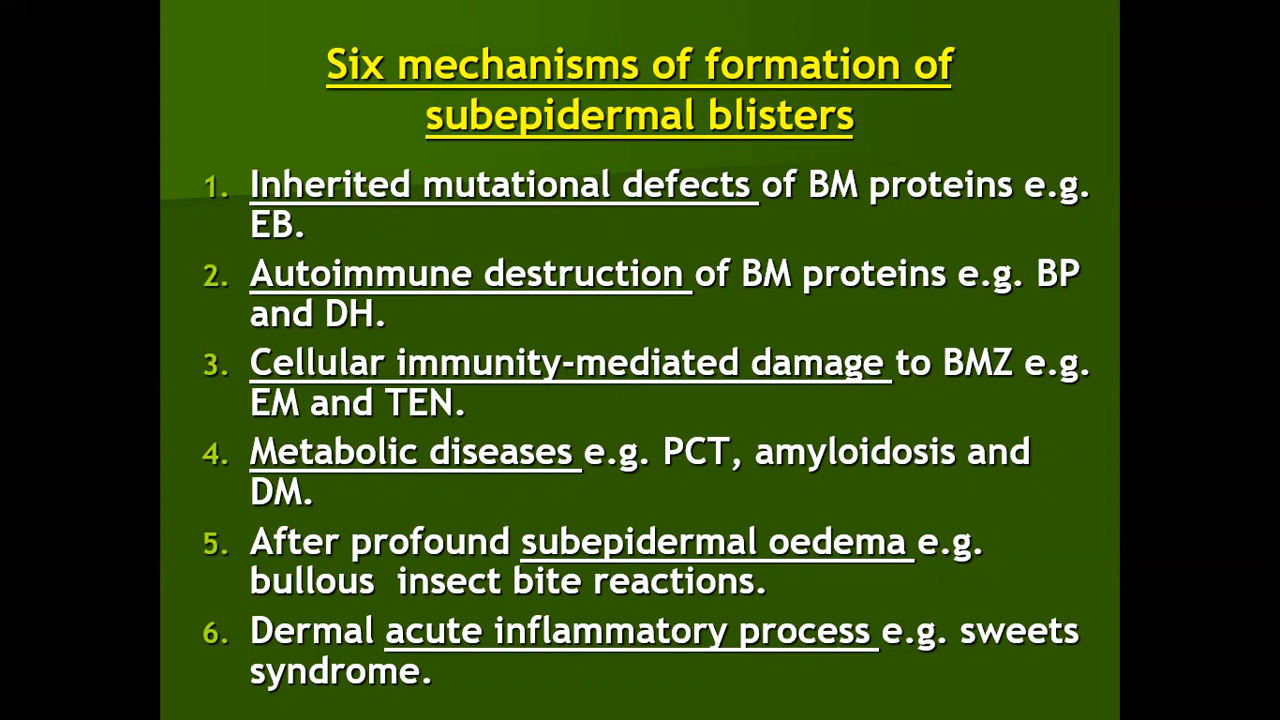 Six mechanisms of formation of
subepidermal blisters
1. Inherited mutational defects of BM proteins e.g.
EB.
2. Autoimmune destruction of BM proteins e.g. BP
and DH.
3. Cellular immunity-mediated damage to BMZ e.g.
EM and TEN.
4. Metabolic diseases e.g. PCT, amyloidosis and
DM.
5. After profound subepidermal oedema e.g.
bullous  insect bite reactions.
6. Dermal acute inflammatory process e.g. sweets
syndrome.